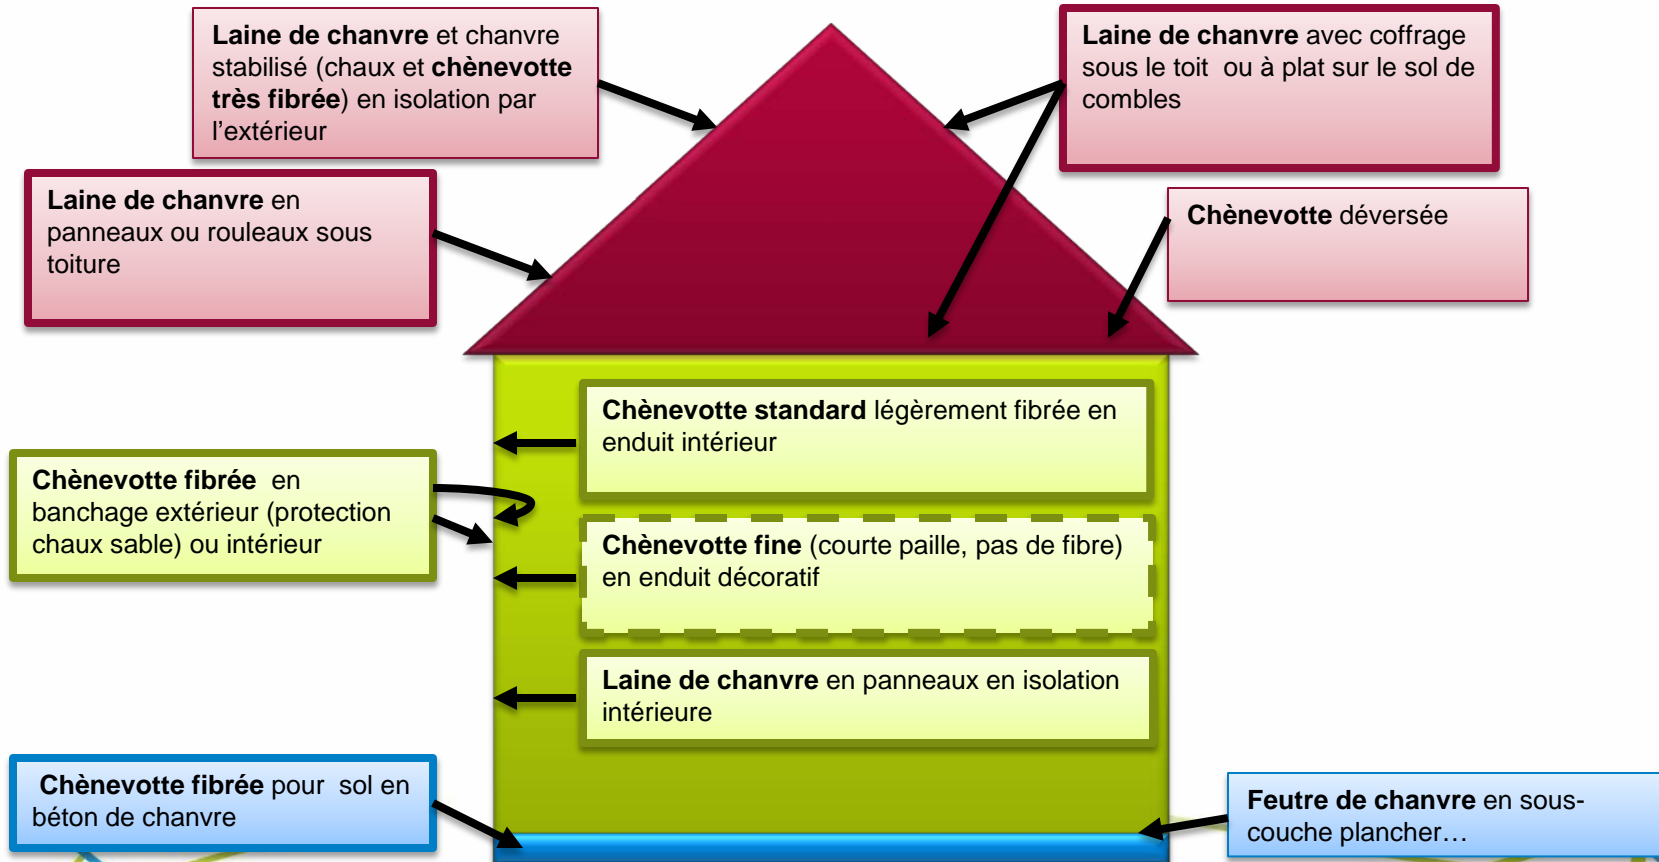 Laine de chanvre et chanvre
stabilisé (chaux et chènevotte
très fibrée) en isolation par
l’extérieur
Laine de chanvre avec coffrage
sous le toit ou à plat sur le sol de
combles
Laine de chanvre en
panneaux ou rouleaux sous
toiture
Chènevotte déversée
Chènevotte standard légèrement fibrée en
enduit intérieur
Chènevotte fibrée en
banchage extérieur (protection
chaux sable) ou intérieur
Chènevotte fine (courte paille, pas de fibre)
en enduit décoratif
Laine de chanvre en panneaux en isolation
intérieure
Chènevotte fibrée pour sol en
béton de chanvre
Feutre de chanvre en sous-
couche plancher…